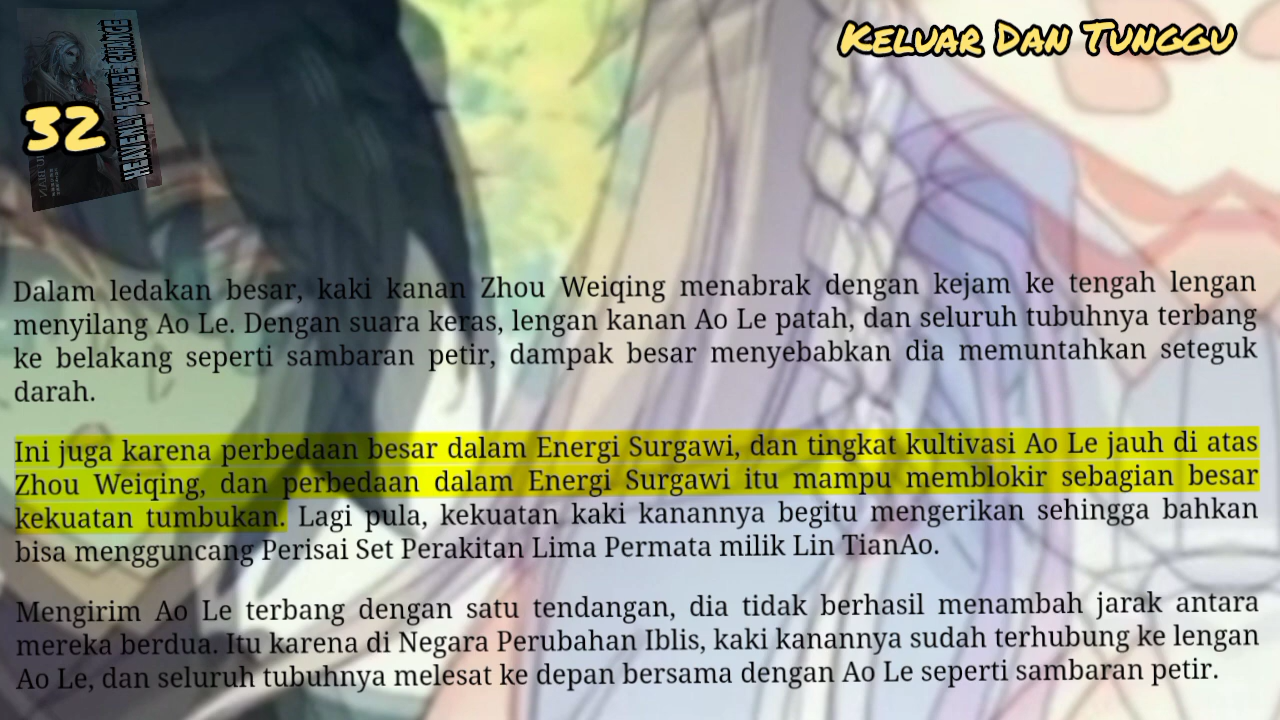 Keluar Dan Tunggu
HEAVENLY JEWEL CHANGE
32
Dalam ledakan besar, kaki kanan Zhou Weiqing menabrak dengan kejam ke tengah lengan
menyilang Ao Le. Dengan suara keras, lengan kanan Ao Le patah, dan seluruh tubuhnya terbang
ke belakang seperti sambaran petir, dampak besar menyebabkan dia memuntahkan seteguk
darah.
Ini juga karena perbedaan besar dalam Energi Surgawi, dan tingkat kultivasi Ao Le jauh di atas
Zhou Weiqing, dan perbedaan dalam Energi Surgawi itu mampu memblokir sebagian besar
kekuatan tumbukan. Lagi pula, kekuatan kaki kanannya begitu mengerikan sehingga bahkan
bisa mengguncang Perisai Set Perakitan Lima Permata milik Lin TianAo.
Mengirim Ao Le terbang dengan satu tendangan, dia tidak berhasil menambah jarak antara
mereka berdua. Itu karena di Negara Perubahan Iblis, kaki kanannya sudah terhubung ke lengan
Ao Le, dan seluruh tubuhnya melesat ke depan bersama dengan Ao Le seperti sambaran petir.